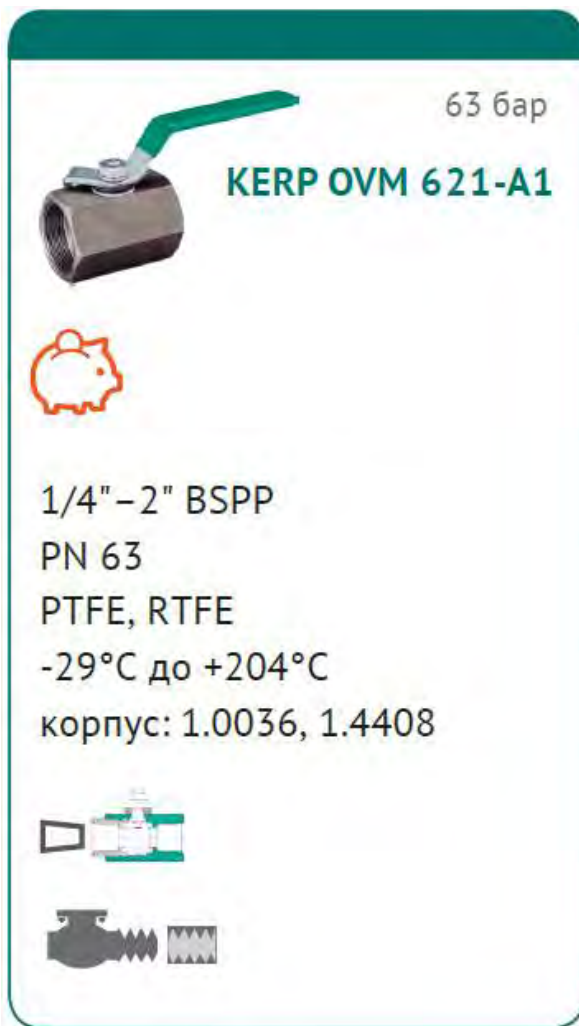 63 бар
KERP OVM 621-A1
1/4"–2" BSPP
PN 63
PTFE, RTFE
-29°C до +204°C
корпус: 1.0036, 1.4408